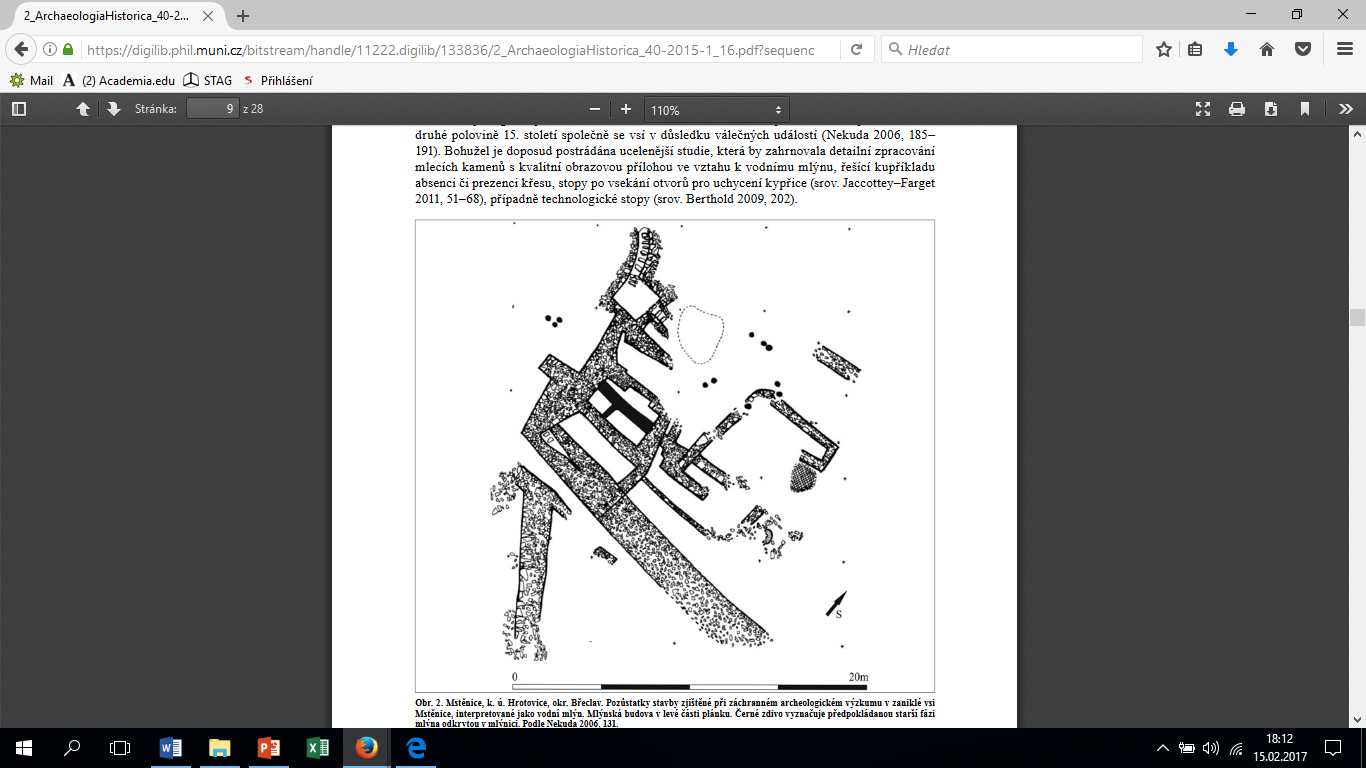 2_ArchaeologiaHistorica_40-2...
https://digilib.phil.muni.cz/bitstream/handle/11222.digilib/133836/2_ArchaeologiaHistorica_40-2015-1_16.pdf?sequenc
Hledat
Mail
(2) Academia.edu
STAG
Přihlášení
Stránka: 9 z 28
110%
druhé polovině 15. století společně se vsí v důsledku válečných událostí (Nekuda 2006, 185–
191). Bohužel je doposud postrádána ucelenější studie, která by zahrnovala detailní zpracování
mlecích kamenů s kvalitní obrazovou přílohou ve vztahu k vodnímu mlýnu, řešící kupříkladu
absenci či prezenci křesu, stopy po vsekání otvorů pro uchycení kypřice (srov. Jaccottey–Farget
2011, 51–68), případně technologické stopy (srov. Berthold 2009, 202).
S
0 20m
Obr. 2. Mstěnice, k. ú. Hrotovice, okr. Břeclav. Pozůstatky stavby zjištěné při záchranném archeologickém výzkumu v zaniklé vsi
Mstěnice, interpretované jako vodní mlýn. Mlýnská budova v levé části plánku. Černé zdivo vyznačuje předpokládanou starší fázi
mlýna odkrytou v mlýnici. Podle Nekuda 2006, 131.
18:12
15.02.2017